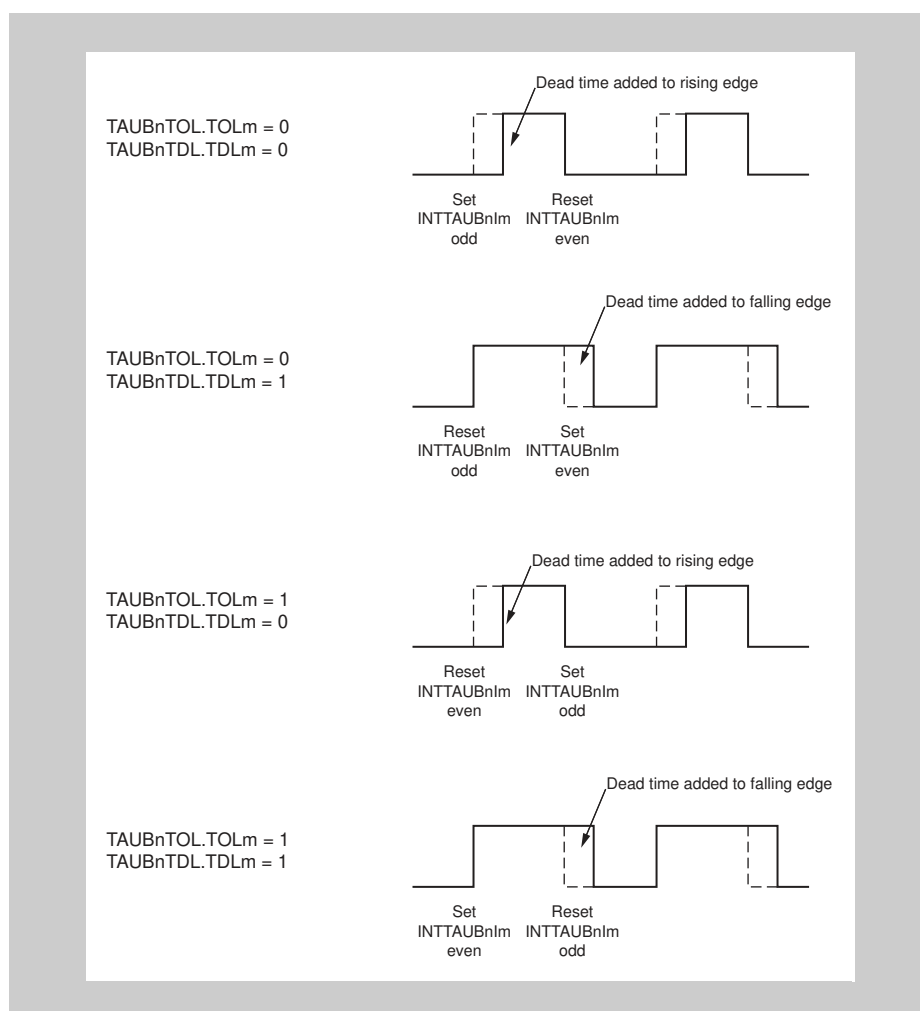 Dead time added to rising edge
TAUBnTOL.TOLm = 0
TAUBnTDL.TDLm = 0
Set Reset
INTTAUBnIm INTTAUBnIm
odd even
Dead time added to falling edge
TAUBnTOL.TOLm = 0
TAUBnTDL.TDLm = 1
Reset Set
INTTAUBnIm INTTAUBnIm
odd even
Dead time added to rising edge
TAUBnTOL.TOLm = 1
TAUBnTDL.TDLm = 0
Reset Set
INTTAUBnIm INTTAUBnIm
even odd
Dead time added to falling edge
TAUBnTOL.TOLm = 1
TAUBnTDL.TDLm = 1
Set Reset
INTTAUBnIm INTTAUBnIm
even odd